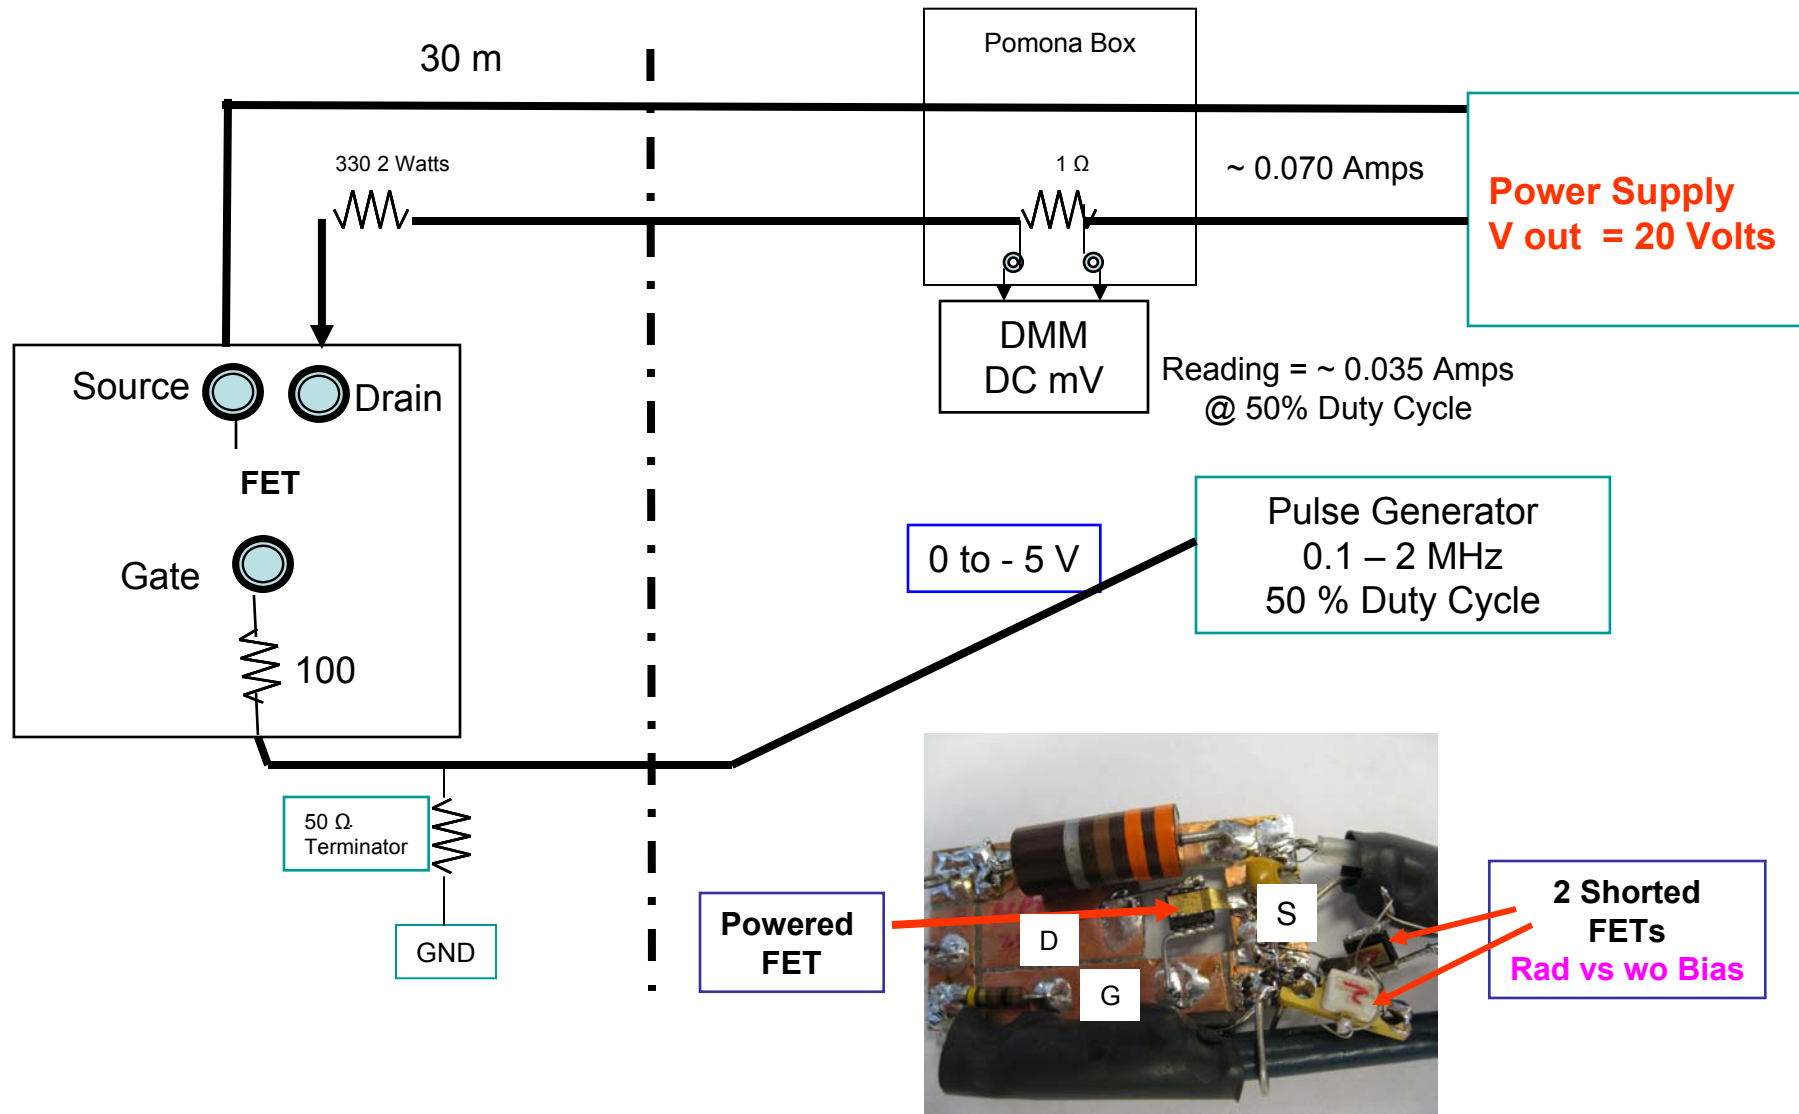 30 m
Pomona Box
330 2 Watts
1 Ω
~ 0.070 Amps
Power Supply
V out = 20 Volts
DMM
DC mV
Reading = ~ 0.035 Amps
@ 50% Duty Cycle
Source
Drain
FET
Gate
100
0 to - 5 V
Pulse Generator
0.1 – 2 MHz
50 % Duty Cycle
50 Ω
Terminator
GND
Powered
FET
D
S
G
2 Shorted
FETs
Rad vs wo Bias